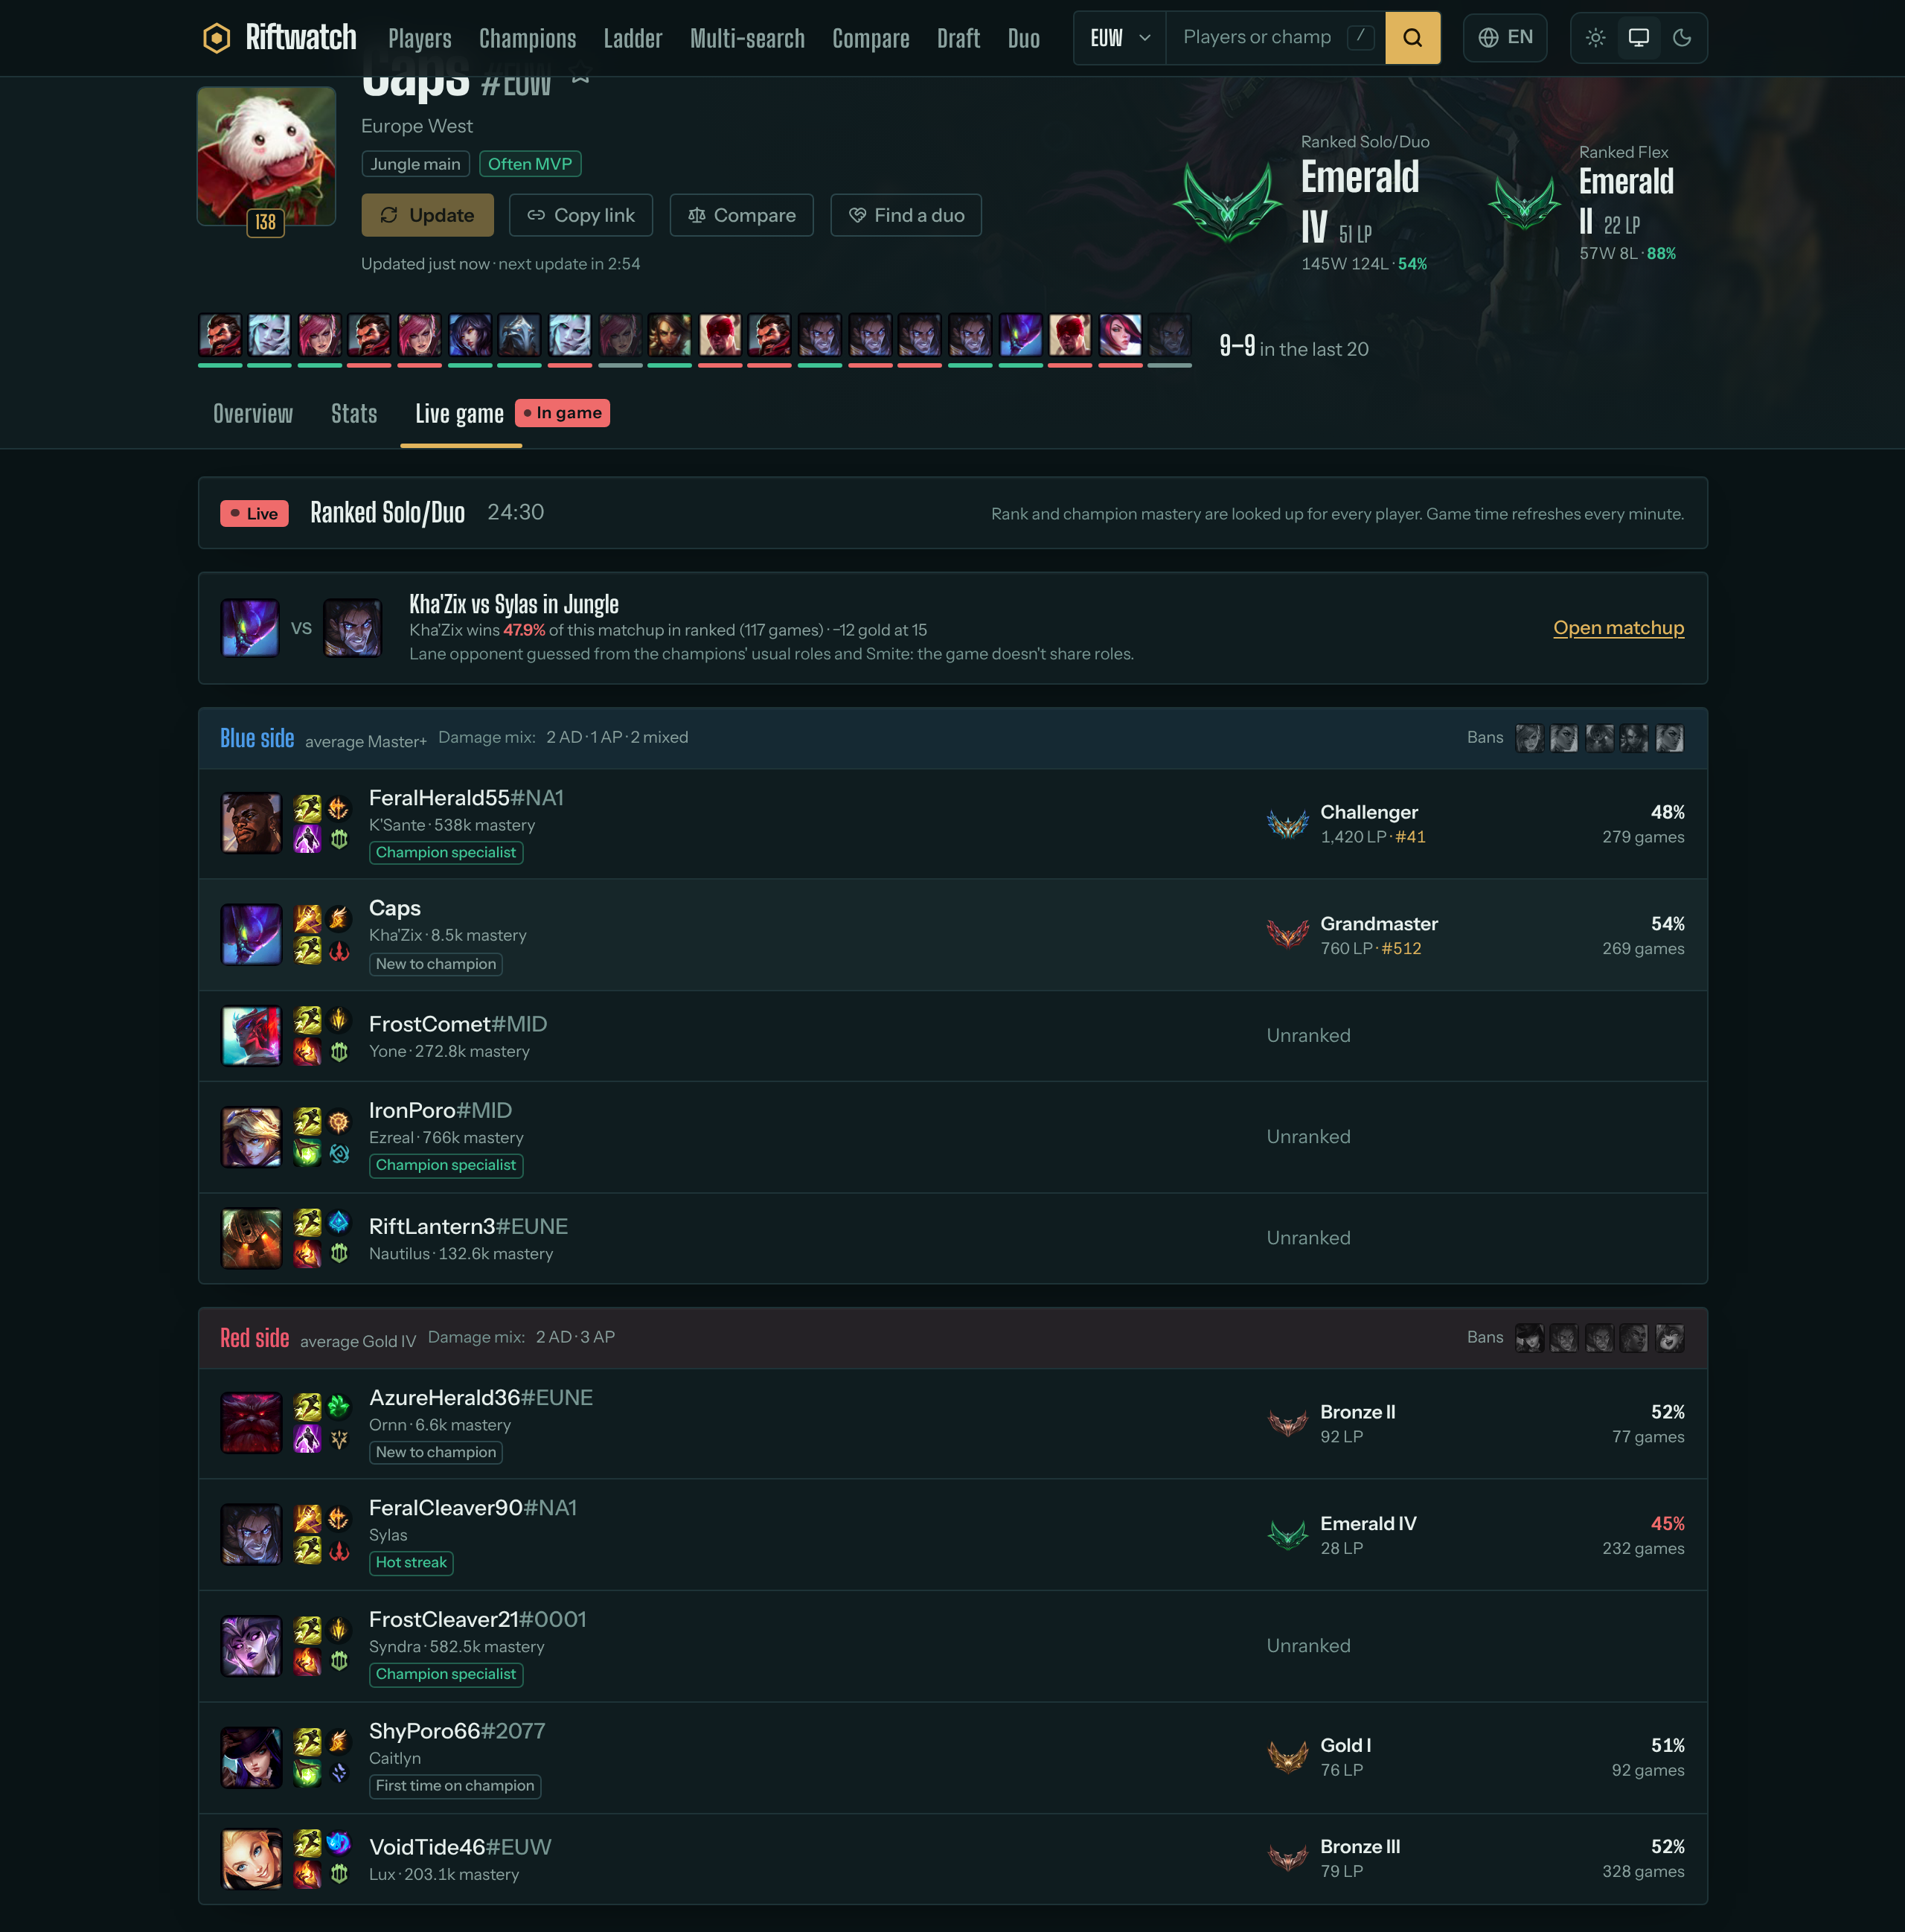 Riftwatch Players Champions Ladder Multi-search Compare Draft Duo EUW Players or champ / EN
Caps #EUW
Europe West
Jungle main Often MVP
Update Copy link Compare Find a duo
Updated just now · next update in 2:54
138
Ranked Solo/Duo
Emerald
IV 51 LP
145W 124L · 54%
Ranked Flex
Emerald
II 22 LP
57W 8L · 88%
9–9 in the last 20
Overview Stats Live game In game
Live Ranked Solo/Duo 24:30 Rank and champion mastery are looked up for every player. Game time refreshes every minute.
VS
Kha'Zix vs Sylas in Jungle
Kha'Zix wins 47.9% of this matchup in ranked (117 games) · −12 gold at 15
Lane opponent guessed from the champions' usual roles and Smite: the game doesn't share roles.
Open matchup
Blue side average Master+ Damage mix: 2 AD · 1 AP · 2 mixed Bans
FeralHerald55#NA1
K'Sante · 538k mastery
Champion specialist
Challenger
1,420 LP · #41
48%
279 games
Caps
Kha'Zix · 8.5k mastery
New to champion
Grandmaster
760 LP · #512
54%
269 games
FrostComet#MID
Yone · 272.8k mastery
Unranked
IronPoro#MID
Ezreal · 766k mastery
Champion specialist
Unranked
RiftLantern3#EUNE
Nautilus · 132.6k mastery
Unranked
Red side average Gold IV Damage mix: 2 AD · 3 AP Bans
AzureHerald36#EUNE
Ornn · 6.6k mastery
New to champion
Bronze II
92 LP
52%
77 games
FeralCleaver90#NA1
Sylas
Hot streak
Emerald IV
28 LP
45%
232 games
FrostCleaver21#0001
Syndra · 582.5k mastery
Champion specialist
Unranked
ShyPoro66#2077
Caitlyn
First time on champion
Gold I
76 LP
51%
92 games
VoidTide46#EUW
Lux · 203.1k mastery
Bronze III
79 LP
52%
328 games